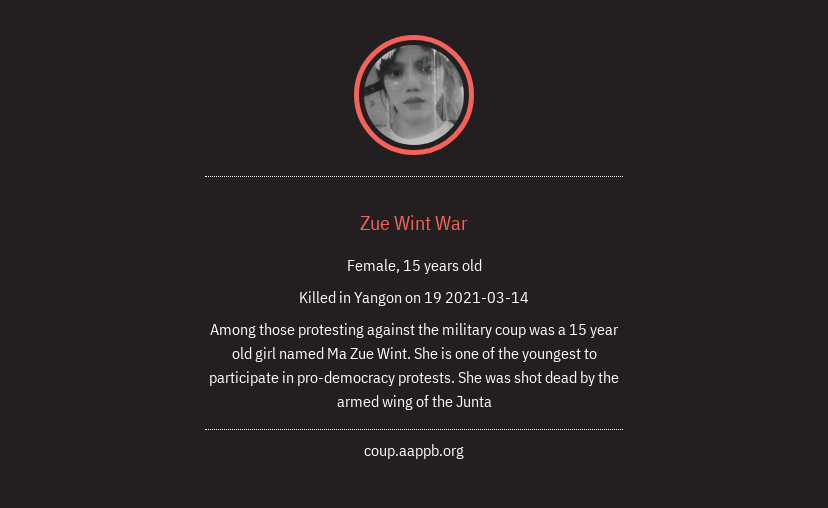 Zue Wint War
Female, 15 years old
Killed in Yangon on 19 2021-03-14
Among those protesting against the military coup was a 15 year
old girl named Ma Zue Wint. She is one of the youngest to
participate in pro-democracy protests. She was shot dead by the
armed wing of the Junta
coup.aappb.org